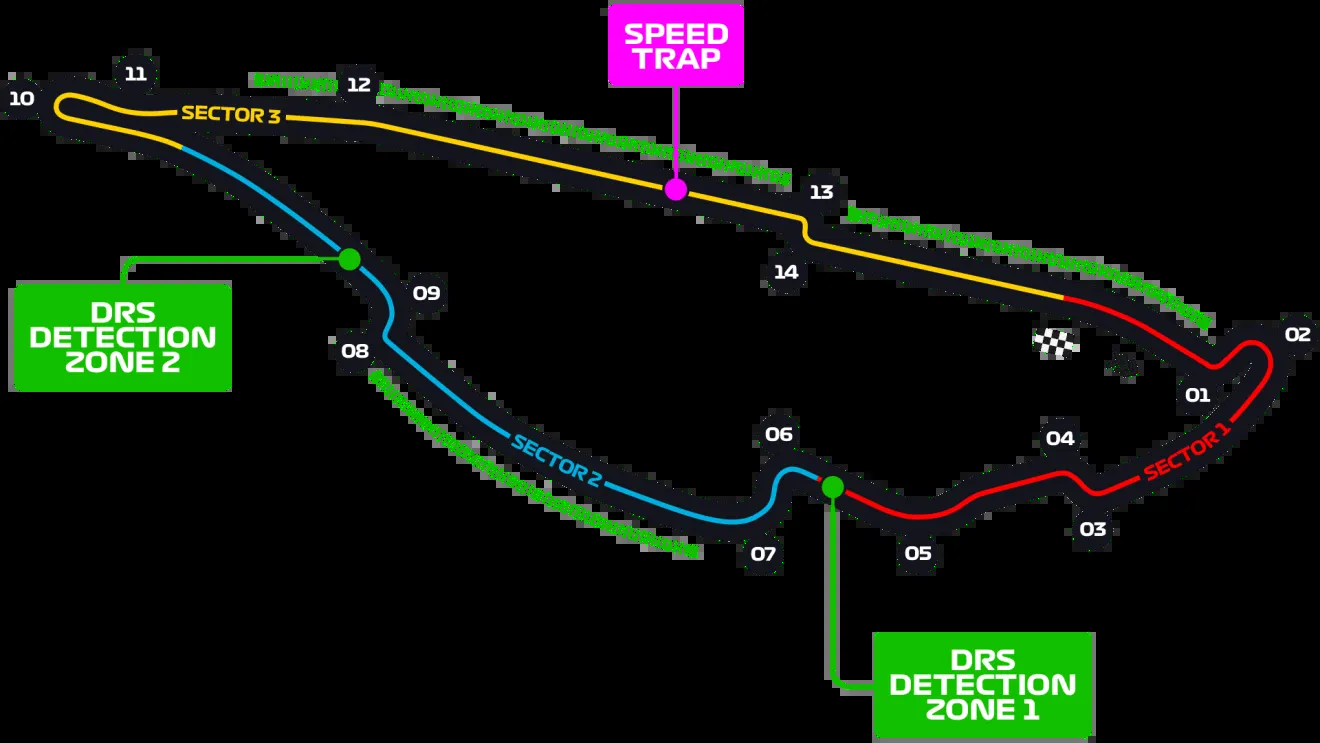 SPEED
TRAP
11
12
10
SECTOR 3
13
14
09
DRS
DETECTION
ZONE 2
08
02
01
06
04
SECTOR 1
SECTOR 2
03
07
05
DRS
DETECTION
ZONE 1